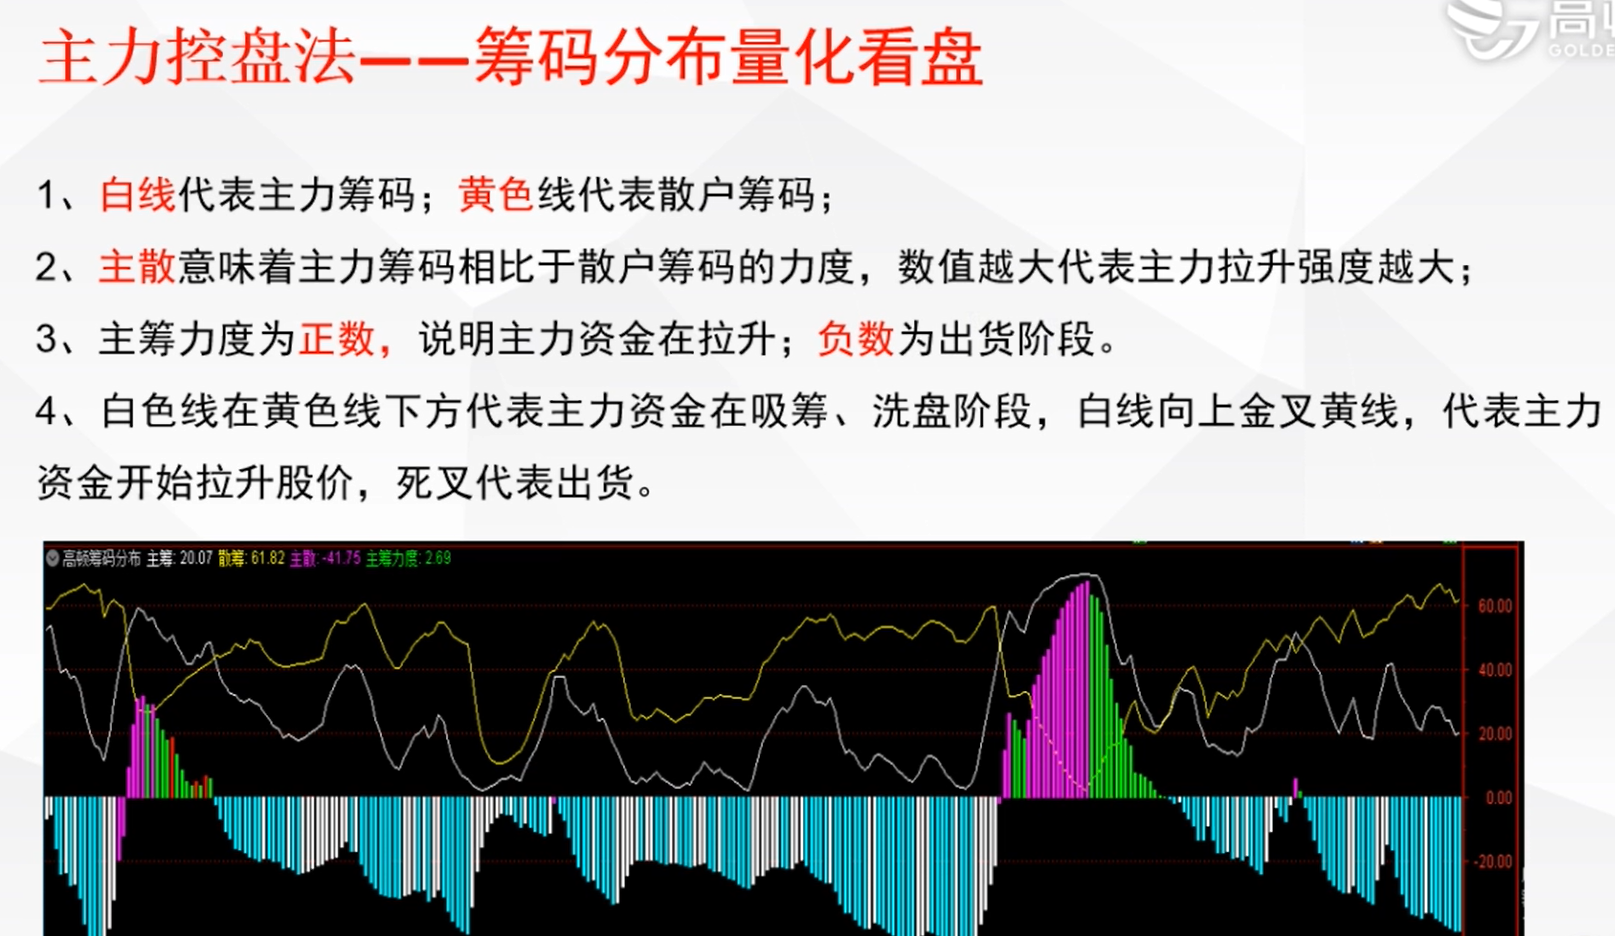 主力控盘法——筹码分布量化看盘
GOLDE
1、白线代表主力筹码；黄色线代表散户筹码；
2、主散意味着主力筹码相比于散户筹码的力度，数值越大代表主力拉升强度越大；
3、主筹力度为正数，说明主力资金在拉升；负数为出货阶段。
4、白色线在黄色线下方代表主力资金在吸筹、洗盘阶段，白线向上金叉黄线，代表主力
资金开始拉升股价，死叉代表出货。
高顿筹码分布 主筹: 20.07 散筹: 61.82 主散: -41.75 主筹力度: 2.69
60.00
40.00
20.00
0.00
-20.00